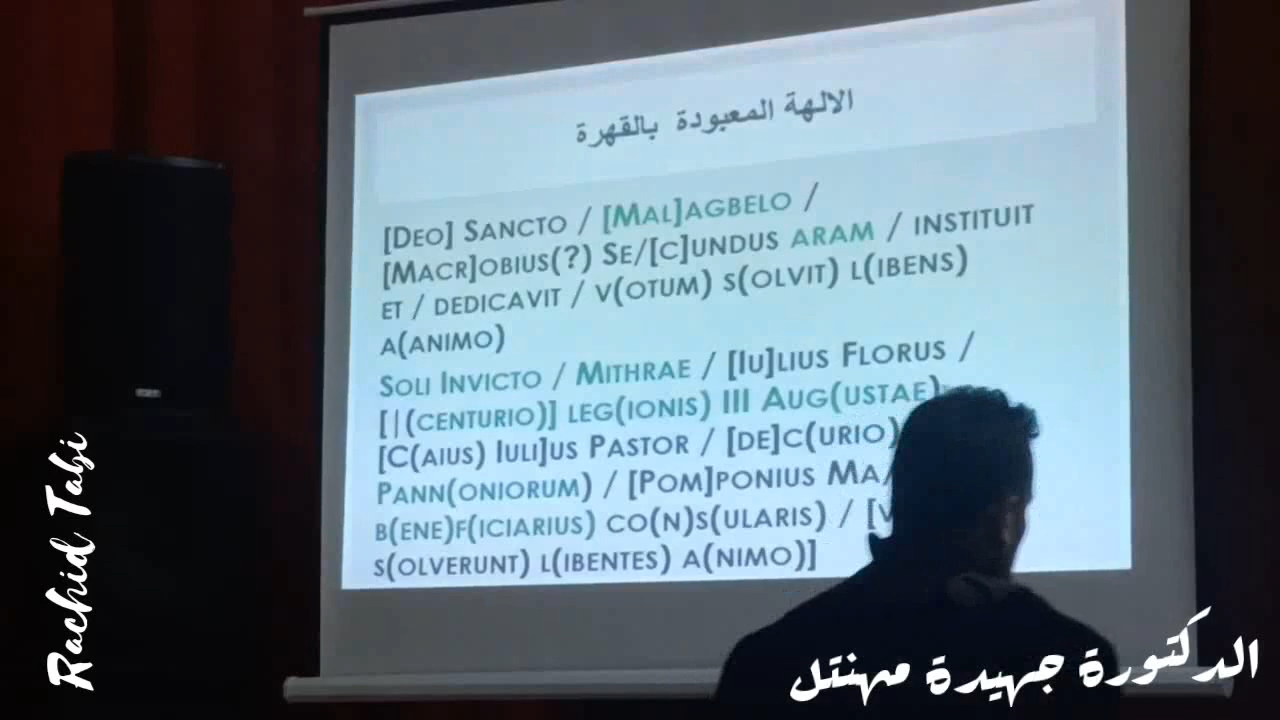 الالهة المعبودة بالقهرة
[DEO] SANCTO / [MAL]AGBELO /
[MACR]OBIUS(?) SE/[C]UNDUS ARAM / INSTITUIT
ET / DEDICAVIT / V(OTUM) S(OLVIT) L(IBENS)
A(ANIMO)
SOLI INVICTO / MITHRAE / [IU]LIUS FLORUS /
[|(CENTURIO)] LEG(IONIS) III AUG(USTAE)
[C(AIUS) IULI]US PASTOR / [DE]C(URIO)
PANN(ONIORUM) / [POM]PONIUS MA/
B(ENE)F(ICIARIUS) CO(N)S(ULARIS) / [V
S(OLVERUNT) L(IBENTES) A(NIMO)]
Rachid Tabi
الدكتورة جهيدة مهنتل